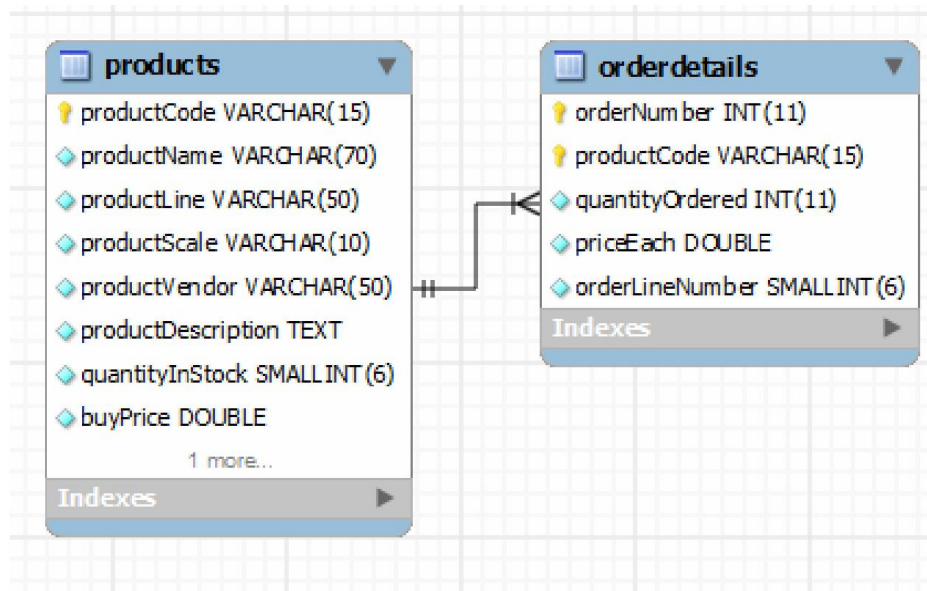 products
productCode VARCHAR(15)
productName VARCHAR(70)
productLine VARCHAR(50)
productScale VARCHAR(10)
productVendor VARCHAR(50)
productDescription TEXT
quantityInStock SMALLINT(6)
buyPrice DOUBLE
1 more...
Indexes
orderdetails
orderNumber INT(11)
productCode VARCHAR(15)
quantityOrdered INT(11)
priceEach DOUBLE
orderLineNumber SMALLINT(6)
Indexes